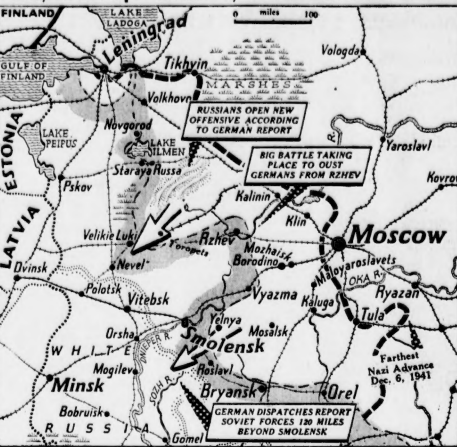 FINLAND
LAKE
LADOGA
0 miles 100
Leningrad
GULF OF
FINLAND
Tikhvin
Vologda
MARSHES
Volkhov
ESTONIA
RUSSIANS OPEN NEW
OFFENSIVE ACCORDING
TO GERMAN REPORT
Novgorod
LAKE
PEIPUS
LAKE
ILMEN
R.
Yaroslavl
Staraya Russa
BIG BATTLE TAKING
PLACE TO OUST
GERMANS FROM RZHEV
Pskov
Kovrov
LATVIA
Kalinin
Klin
Velikie Luki
Toropets
Rzhev
Moscow
Mozhaisk
Borodino
Dvinsk
Nevel
Maloyaroslavets
OKA R.
Polotsk
Vitebsk
Vyazma
Kaluga
Ryazan
Tula
Yelnya
Mosalsk
Orsha
DNIEPER R.
Smolensk
WHITE
Mogilev
Roslavl
Farthest
Nazi Advance
Dec. 6, 1941
Minsk
SOZH R.
Bryansk
Orel
Bobruisk
RUSSIA
GERMAN DISPATCHES REPORT
SOVIET FORCES 120 MILES
BEYOND SMOLENSK
Gomel